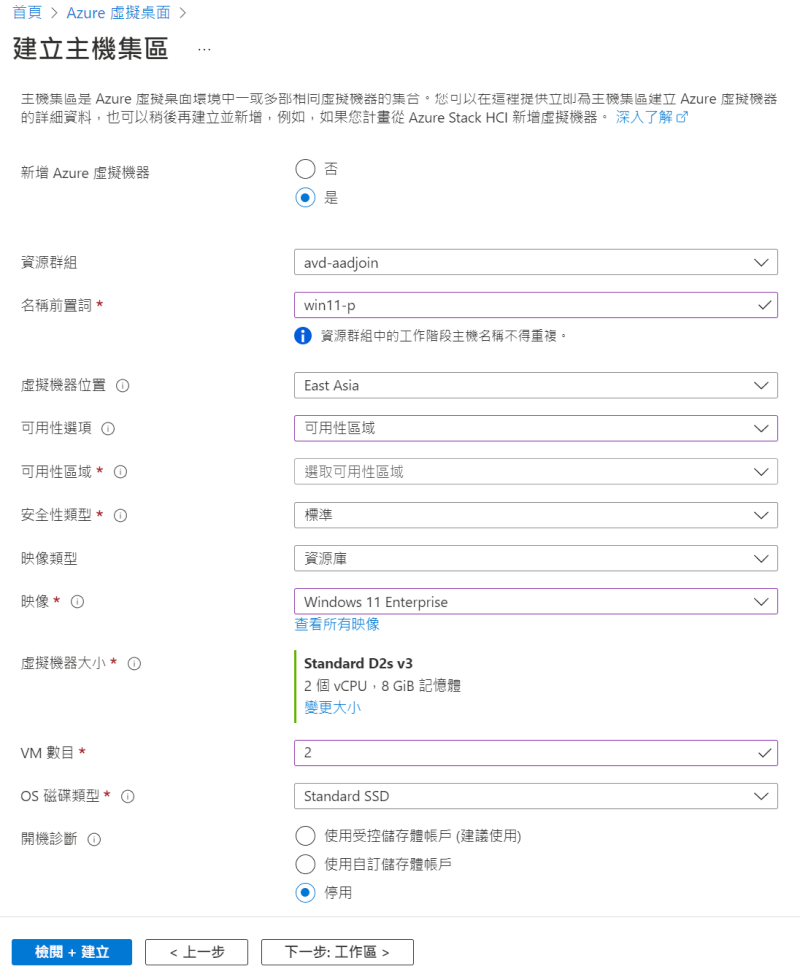 首頁 > Azure 虛擬桌面 >
建立主機集區 ...
主機集區是 Azure 虛擬桌面環境中一或多部相同虛擬機器的集合。您可以在這裡提供立即為主機集區建立 Azure 虛擬機器
的詳細資料，也可以稍後再建立並新增，例如，如果您計畫從 Azure Stack HCI 新增虛擬機器。 深入了解
新增 Azure 虛擬機器
否
是
資源群組
avd-aadjoin
名稱前置詞 *
win11-p
資源群組中的工作階段主機名稱不得重複。
虛擬機器位置
East Asia
可用性選項
可用性區域
可用性區域 *
選取可用性區域
安全性類型 *
標準
映像類型
資源庫
映像 *
Windows 11 Enterprise
查看所有映像
虛擬機器大小 *
Standard D2s v3
2 個 vCPU，8 GiB 記憶體
變更大小
VM 數目 *
2
OS 磁碟類型 *
Standard SSD
開機診斷
使用受控儲存體帳戶 (建議使用)
使用自訂儲存體帳戶
停用
檢閱 + 建立
< 上一步
下一步: 工作區 >